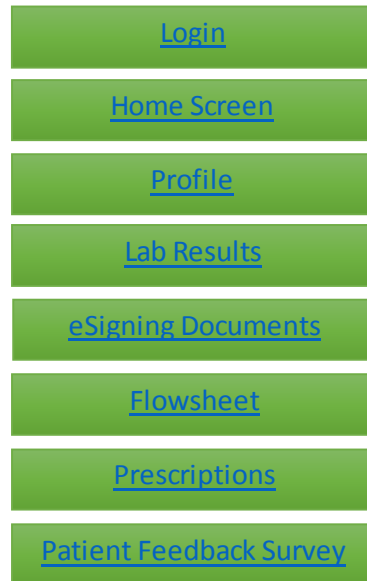 Login
Home Screen
Profile
Lab Results
eSigning Documents
Flowsheet
Prescriptions
Patient Feedback Survey